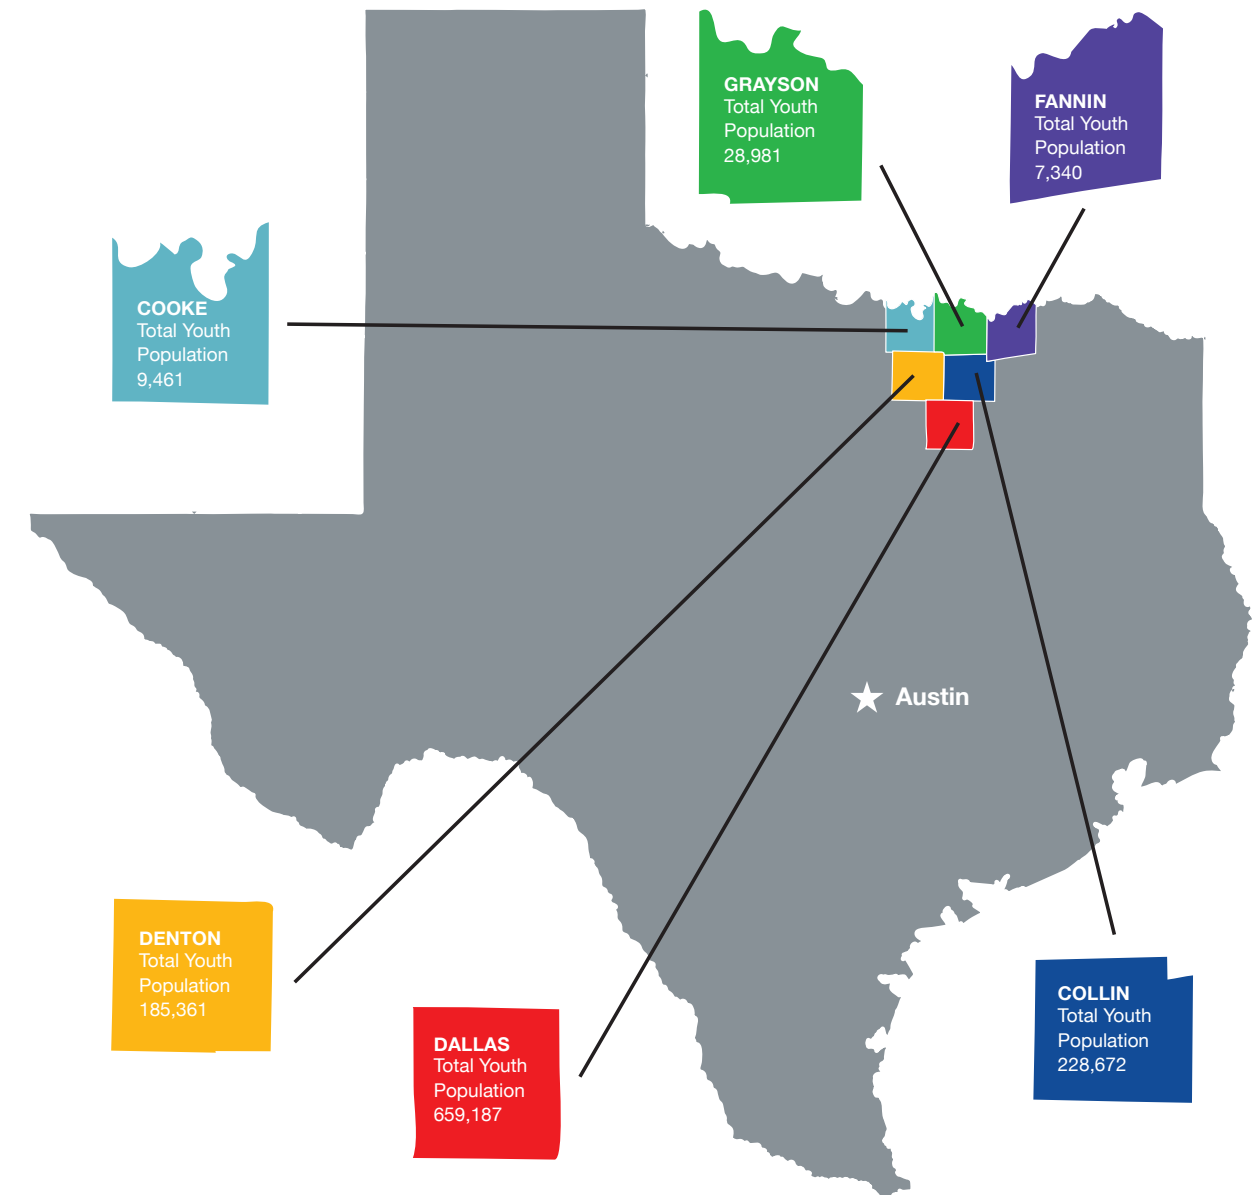 GRAYSON
Total Youth
Population
28,981
FANNIN
Total Youth
Population
7,340
COOKE
Total Youth
Population
9,461
Austin
DENTON
Total Youth
Population
185,361
DALLAS
Total Youth
Population
659,187
COLLIN
Total Youth
Population
228,672